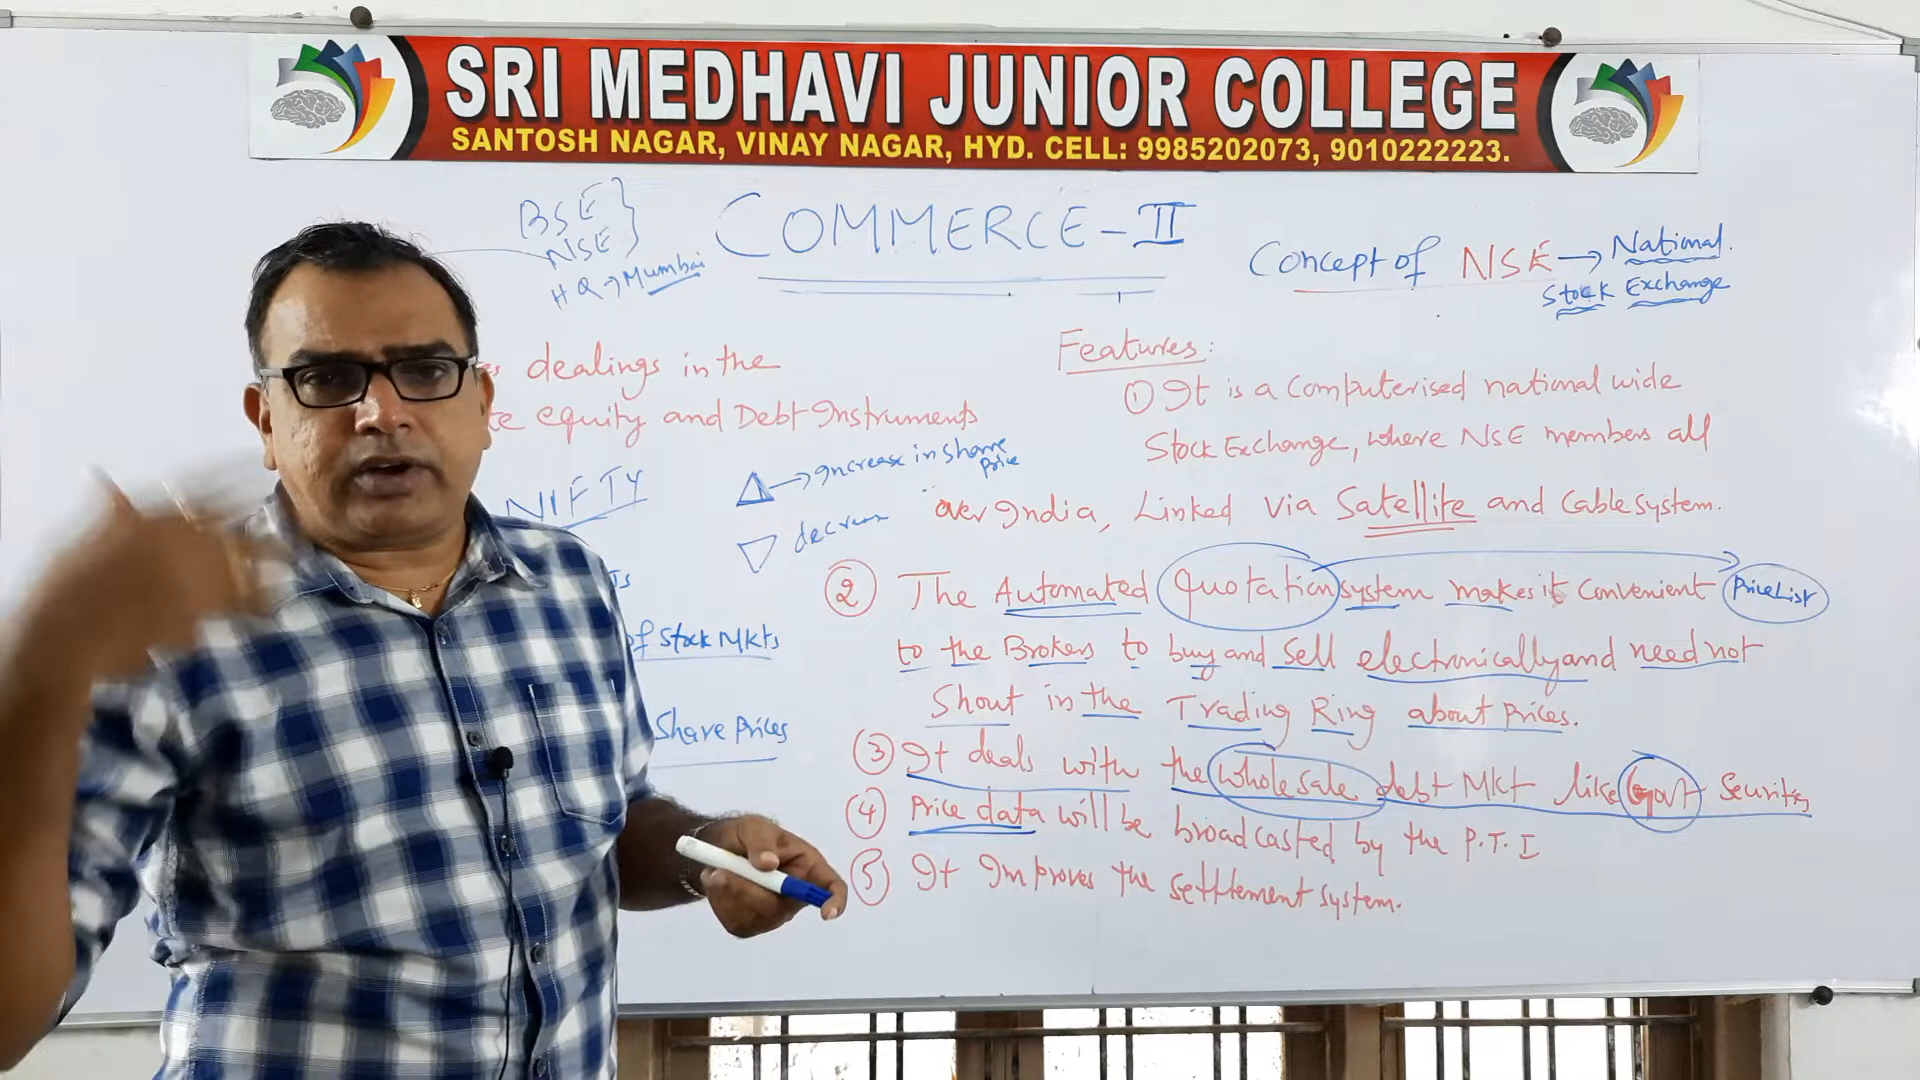 SRI MEDHAVI JUNIOR COLLEGE
SANTOSH NAGAR, VINAY NAGAR, HYD. CELL: 9985202073, 9010222223.
BSE
NSE
HQ → Mumbai
COMMERCE - II
Concept of NSE → National
Stock Exchange
dealings in the
equity and Debt Instruments
NIFTY
→ Increase in share
Price
decrease
of Stock Mkts
Share Prices
Features:
① It is a Computerised national wide
Stock Exchange, where NSE members all
over India, Linked Via Satellite and Cable system.
② The Automated Quotation system makes it Convenient Price List
to the Brokers to buy and Sell electronically and need not
Shout in the Trading Ring about Prices.
③ It deals with the whole sale debt Mkt like Govt Securities
④ Price data will be broadcasted by the P.T.I
⑤ It Improves the settlement system.